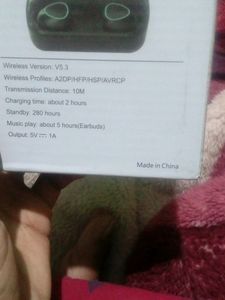 Wireless Version: V5.3
Wireless Profiles: A2DP/HFP/HSP/AVRCP
Transmission Distance: 10M
Charging time: about 2 hours
Standby: 280 hours
Music play: about 5 hours(Earbuds)
Output: 5V⎓1A
Made in China